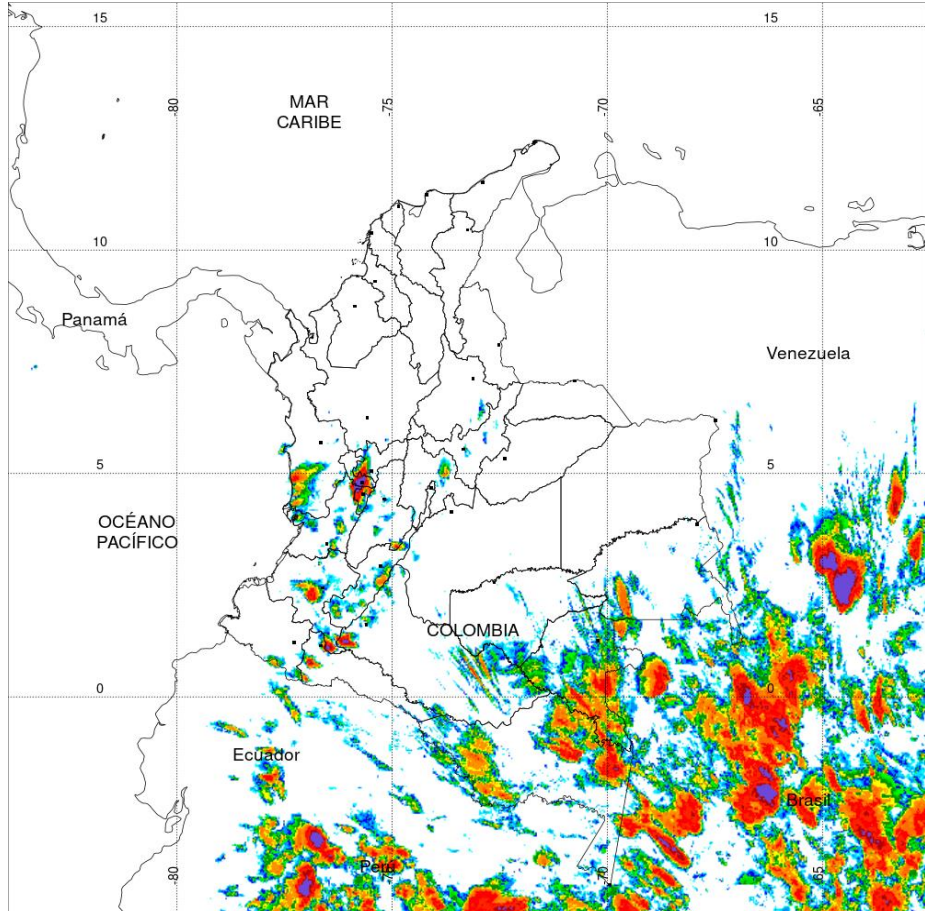 15
15
-80
-75
-70
-65
MAR
CARIBE
10
10
Panamá
Venezuela
5
5
OCÉANO
PACÍFICO
COLOMBIA
0
0
Ecuador
Brasil
Perú
-80
-70
-65